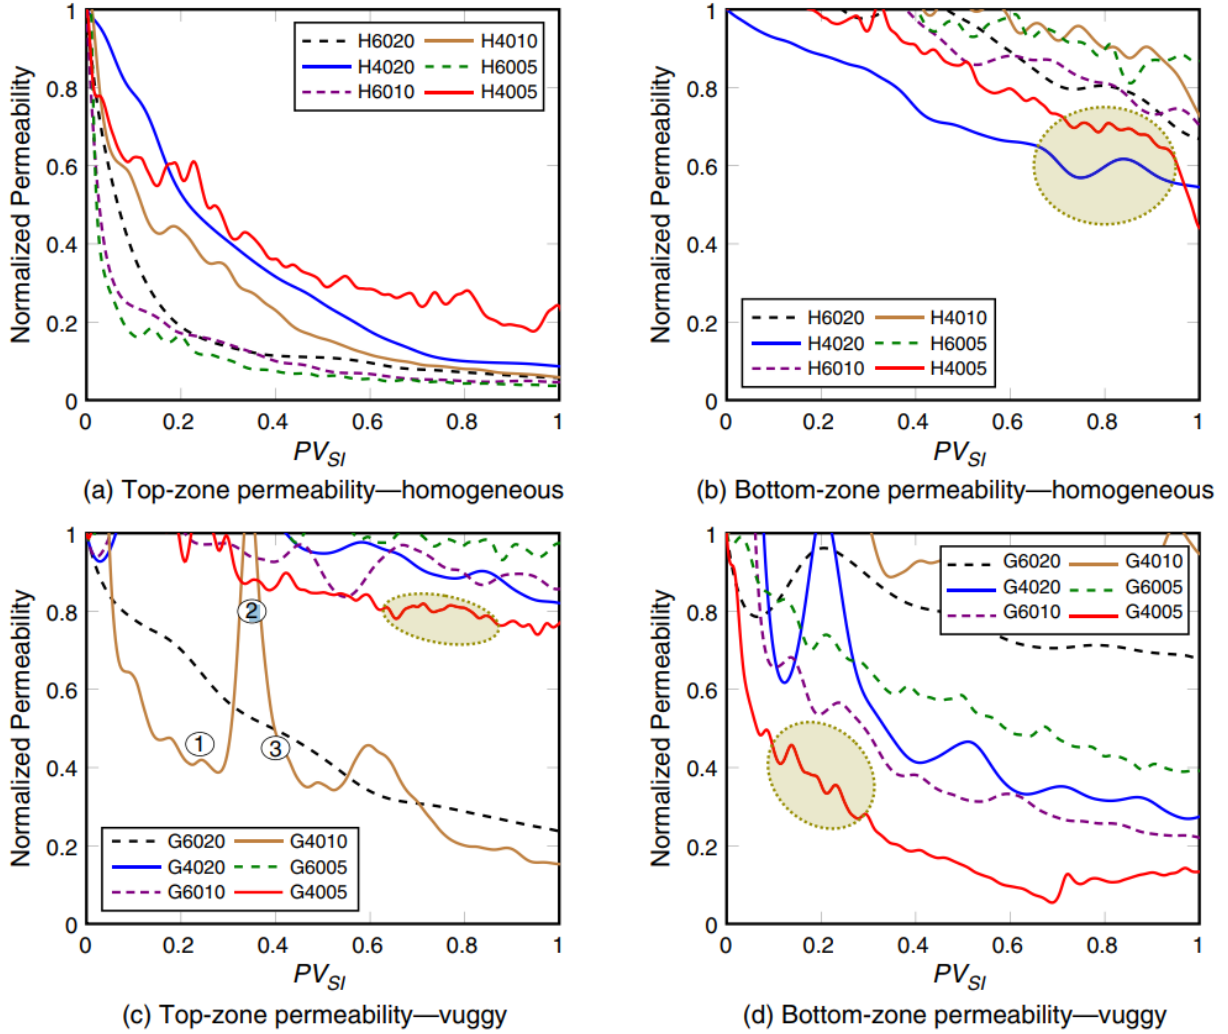 Normalized Permeability
1
0.8
0.6
0.4
0.2
0
H6020 H4010
H4020 H6005
H6010 H4005
0 0.2 0.4 0.6 0.8 1
PV_SI
(a) Top-zone permeability—homogeneous
Normalized Permeability
1
0.8
0.6
0.4
0.2
0
H6020 H4010
H4020 H6005
H6010 H4005
0 0.2 0.4 0.6 0.8 1
PV_SI
(b) Bottom-zone permeability—homogeneous
Normalized Permeability
1
0.8
0.6
0.4
0.2
0
2
1
3
G6020 G4010
G4020 G6005
G6010 G4005
0 0.2 0.4 0.6 0.8 1
PV_SI
(c) Top-zone permeability—vuggy
Normalized Permeability
1
0.8
0.6
0.4
0.2
0
G6020 G4010
G4020 G6005
G6010 G4005
0 0.2 0.4 0.6 0.8 1
PV_SI
(d) Bottom-zone permeability—vuggy